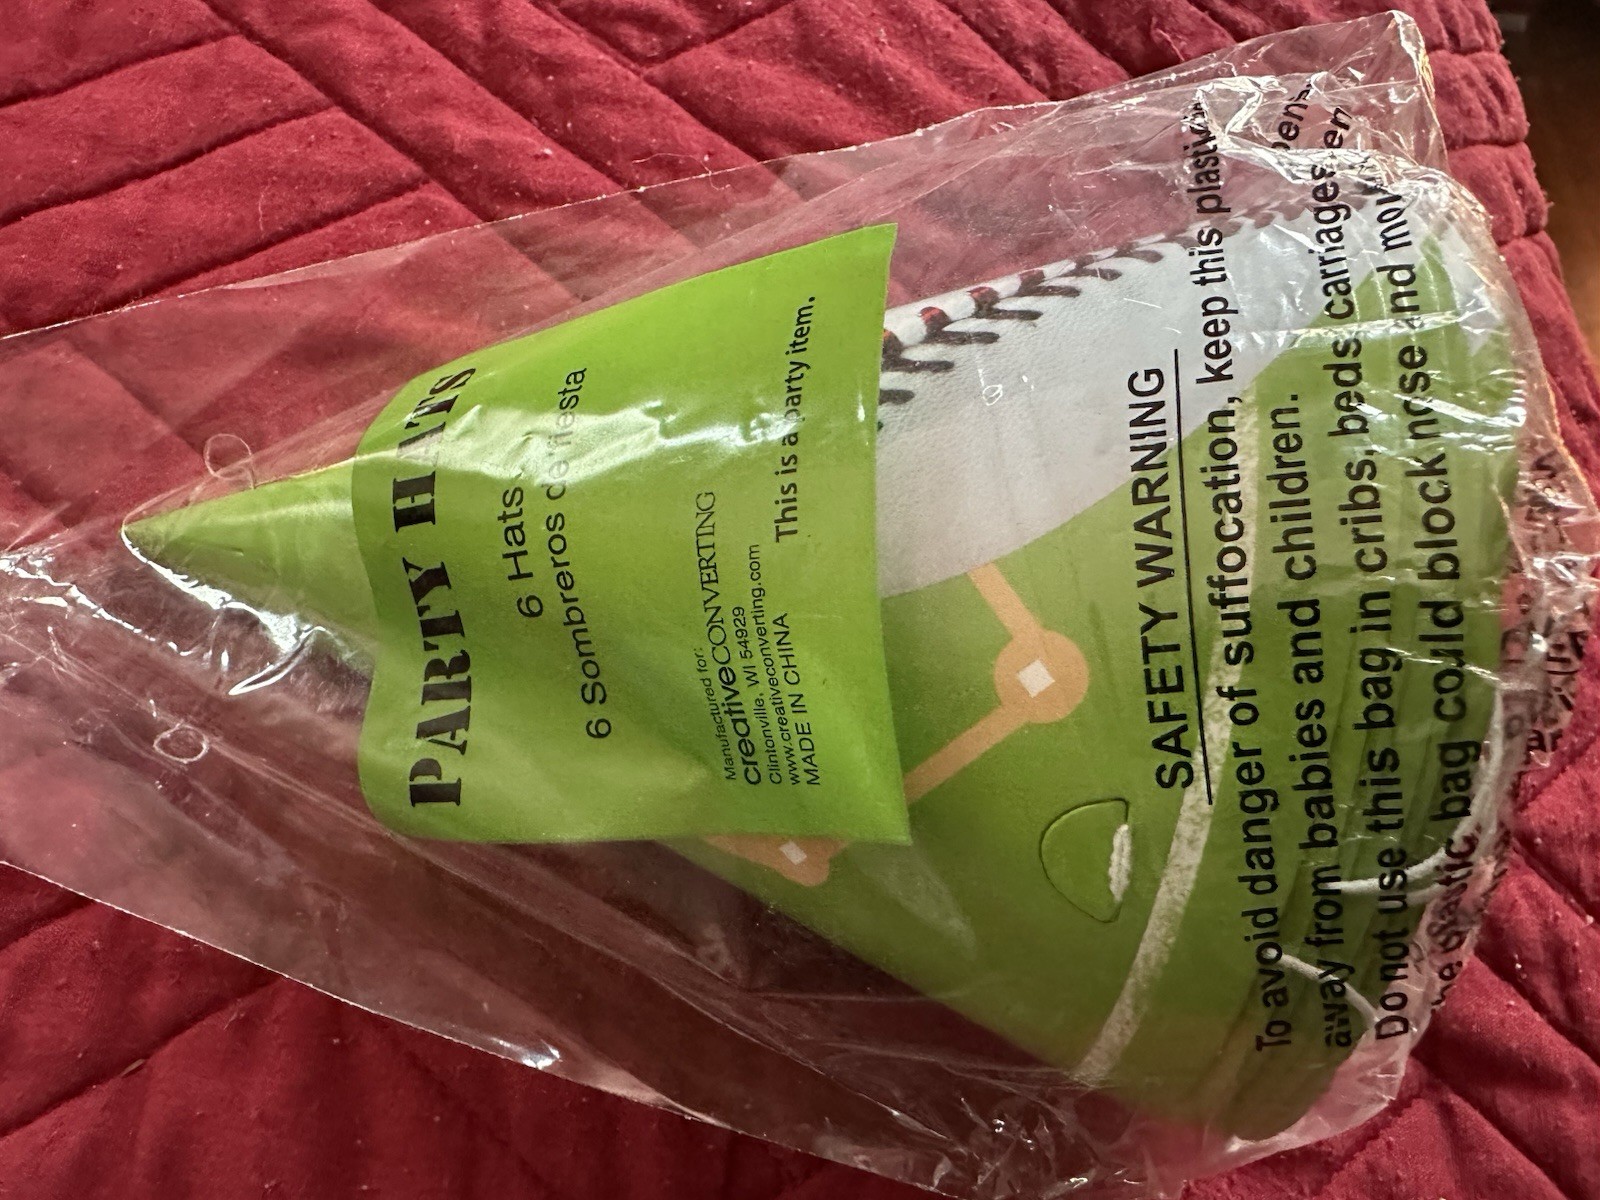 PARTY HATS
6 Hats
6 Sombreros de fiesta
Manufactured for:
creativeCONVERTING
Clintonville, WI 54929
www.creativeconverting.com
MADE IN CHINA
This is a party item.
SAFETY WARNING
To avoid danger of suffocation, keep this plastic
away from babies and children.
Do not use this bag in cribs, beds, carriages
bag could block nose and